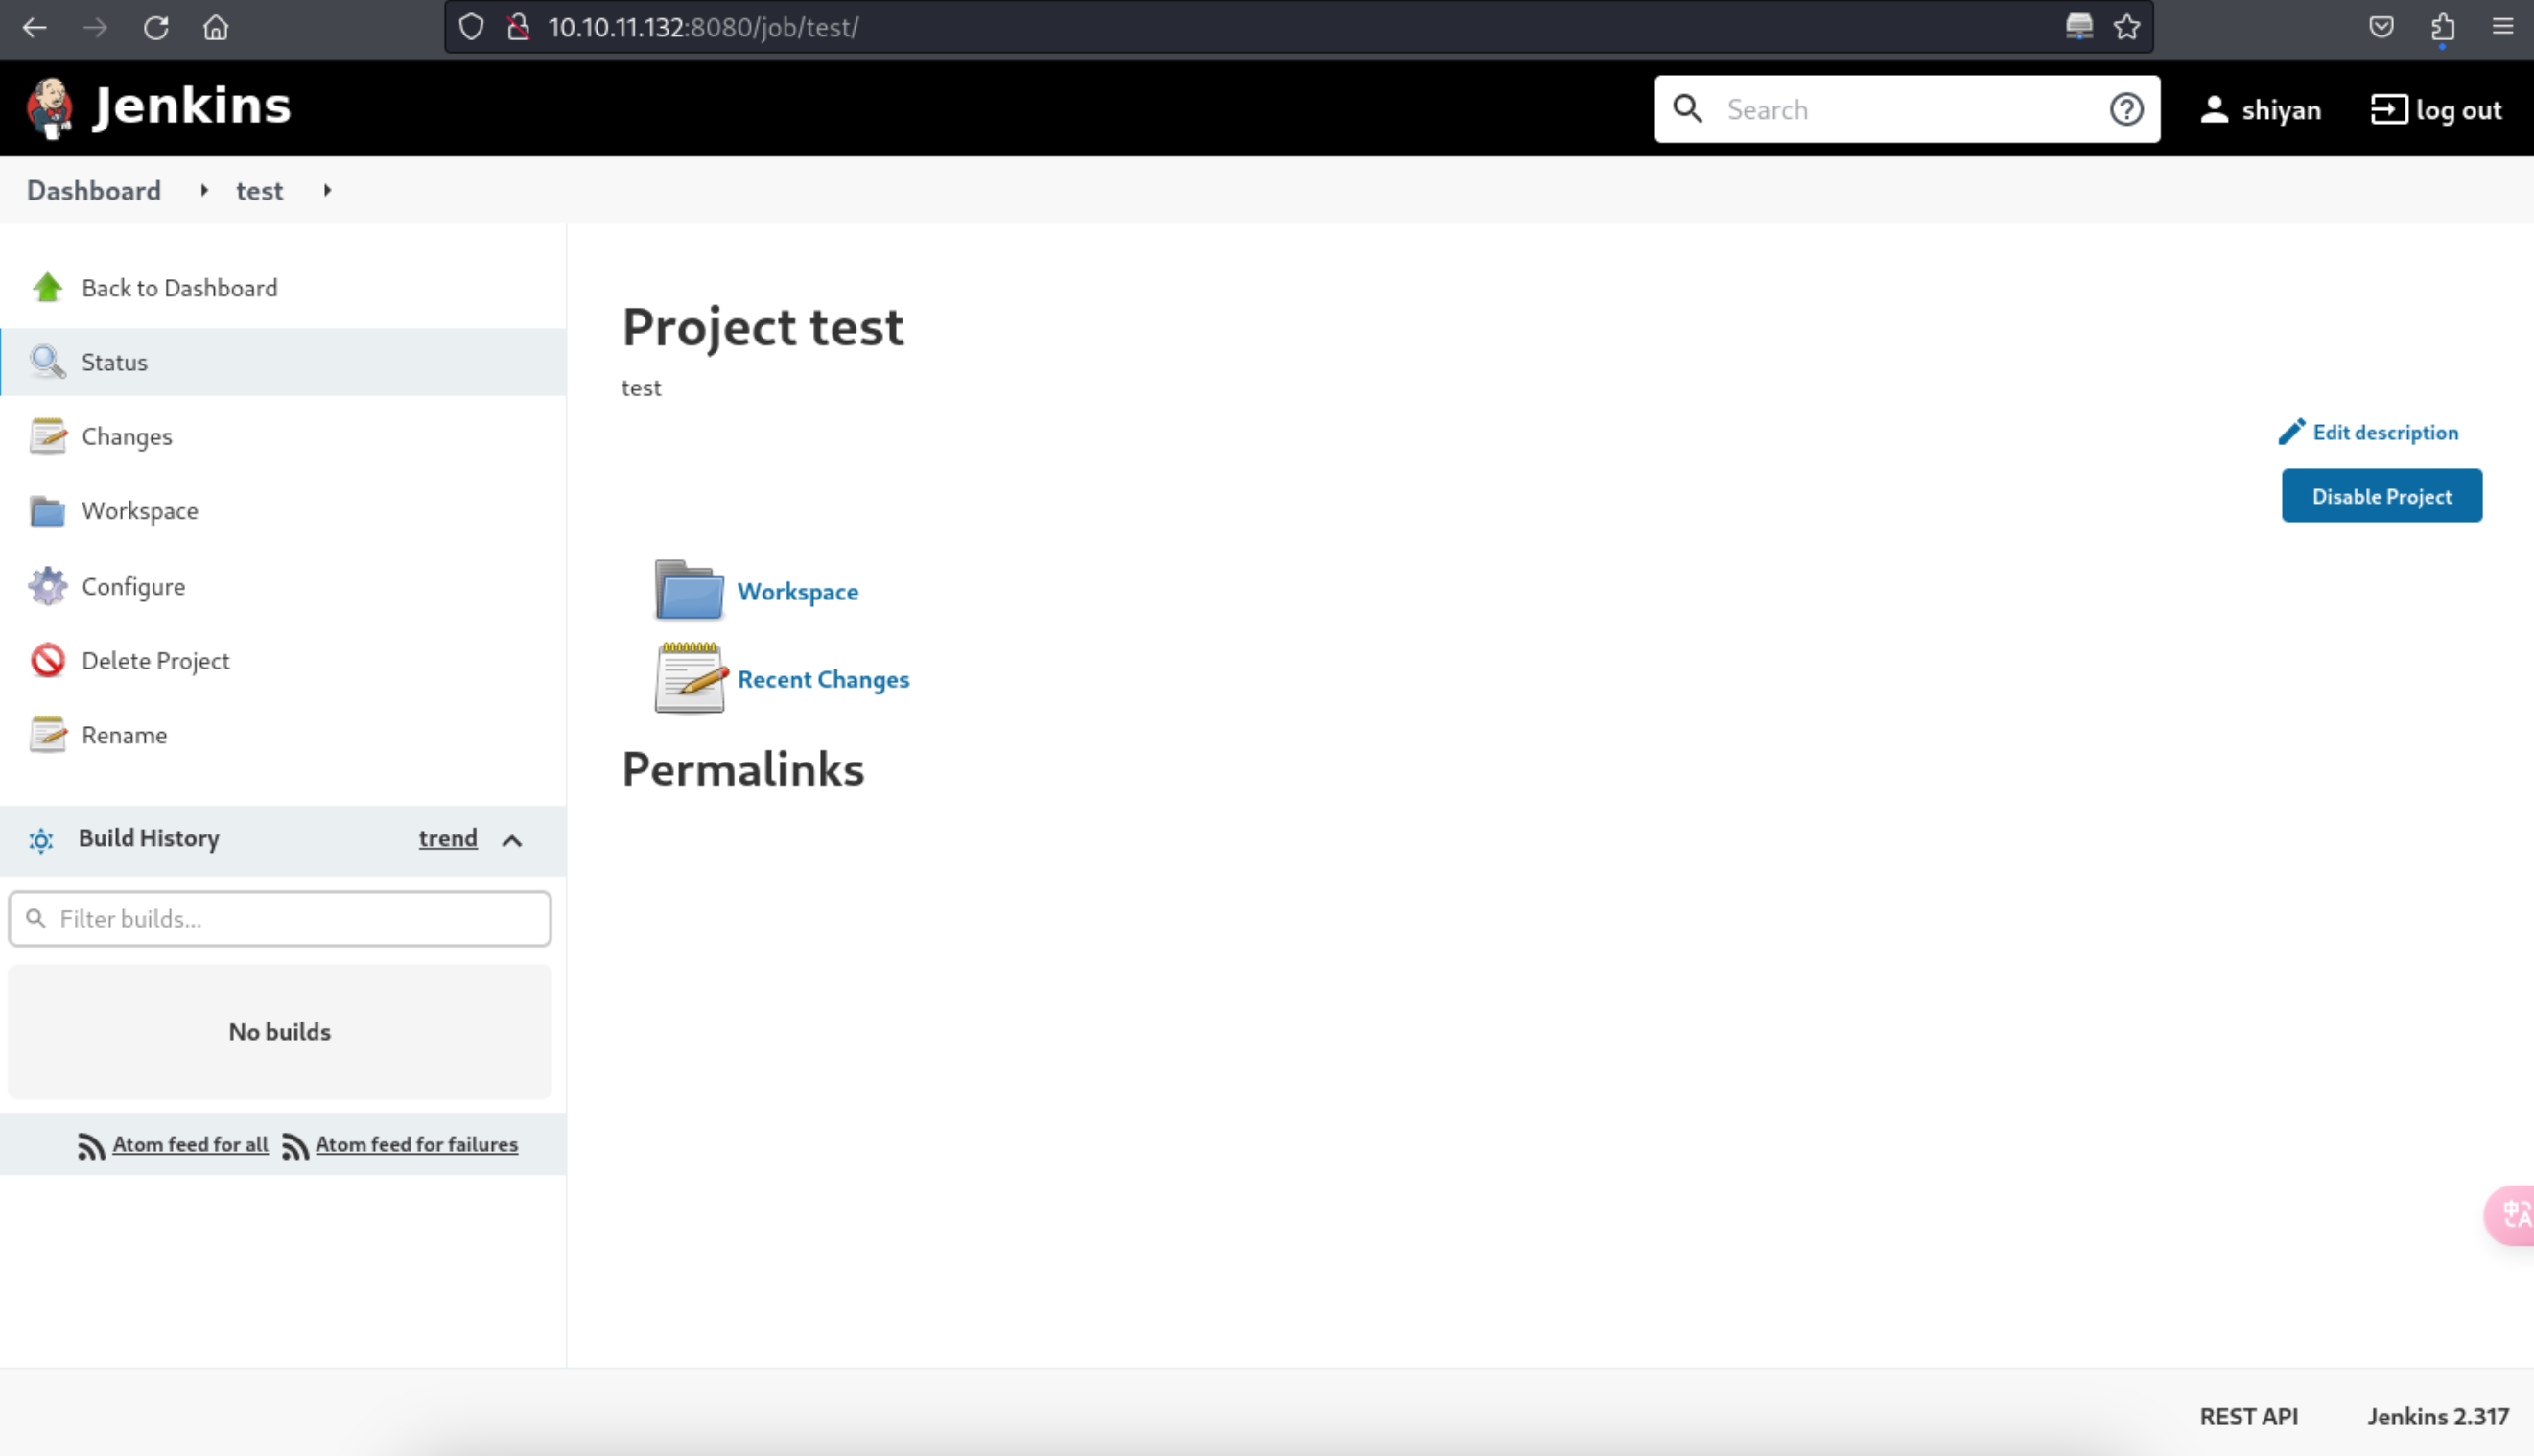 10.10.11.132:8080/job/test/
Jenkins
Search
shiyan
log out
Dashboard
test
Back to Dashboard
Status
Changes
Workspace
Configure
Delete Project
Rename
Build History
trend
Filter builds...
No builds
Atom feed for all
Atom feed for failures
Project test
test
Edit description
Disable Project
Workspace
Recent Changes
Permalinks
中A
REST API
Jenkins 2.317